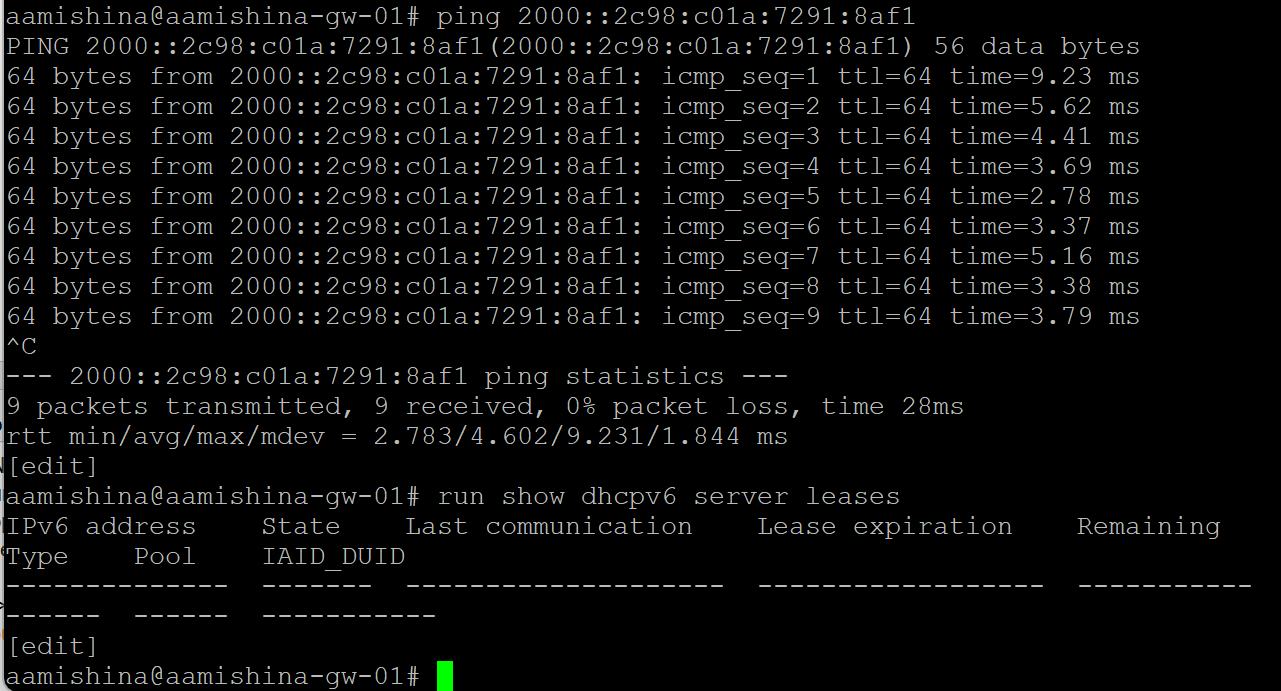 aamishina@aamishina-gw-01# ping 2000::2c98:c01a:7291:8af1
PING 2000::2c98:c01a:7291:8af1(2000::2c98:c01a:7291:8af1) 56 data bytes
64 bytes from 2000::2c98:c01a:7291:8af1: icmp_seq=1 ttl=64 time=9.23 ms
64 bytes from 2000::2c98:c01a:7291:8af1: icmp_seq=2 ttl=64 time=5.62 ms
64 bytes from 2000::2c98:c01a:7291:8af1: icmp_seq=3 ttl=64 time=4.41 ms
64 bytes from 2000::2c98:c01a:7291:8af1: icmp_seq=4 ttl=64 time=3.69 ms
64 bytes from 2000::2c98:c01a:7291:8af1: icmp_seq=5 ttl=64 time=2.78 ms
64 bytes from 2000::2c98:c01a:7291:8af1: icmp_seq=6 ttl=64 time=3.37 ms
64 bytes from 2000::2c98:c01a:7291:8af1: icmp_seq=7 ttl=64 time=5.16 ms
64 bytes from 2000::2c98:c01a:7291:8af1: icmp_seq=8 ttl=64 time=3.38 ms
64 bytes from 2000::2c98:c01a:7291:8af1: icmp_seq=9 ttl=64 time=3.79 ms
^C
--- 2000::2c98:c01a:7291:8af1 ping statistics ---
9 packets transmitted, 9 received, 0% packet loss, time 28ms
rtt min/avg/max/mdev = 2.783/4.602/9.231/1.844 ms
[edit]
aamishina@aamishina-gw-01# run show dhcpv6 server leases
IPv6 address    State    Last communication    Lease expiration    Remaining
Type    Pool    IAID_DUID
--------------  -------  --------------------  ------------------  -----------
------  ------  -----------
[edit]
aamishina@aamishina-gw-01#